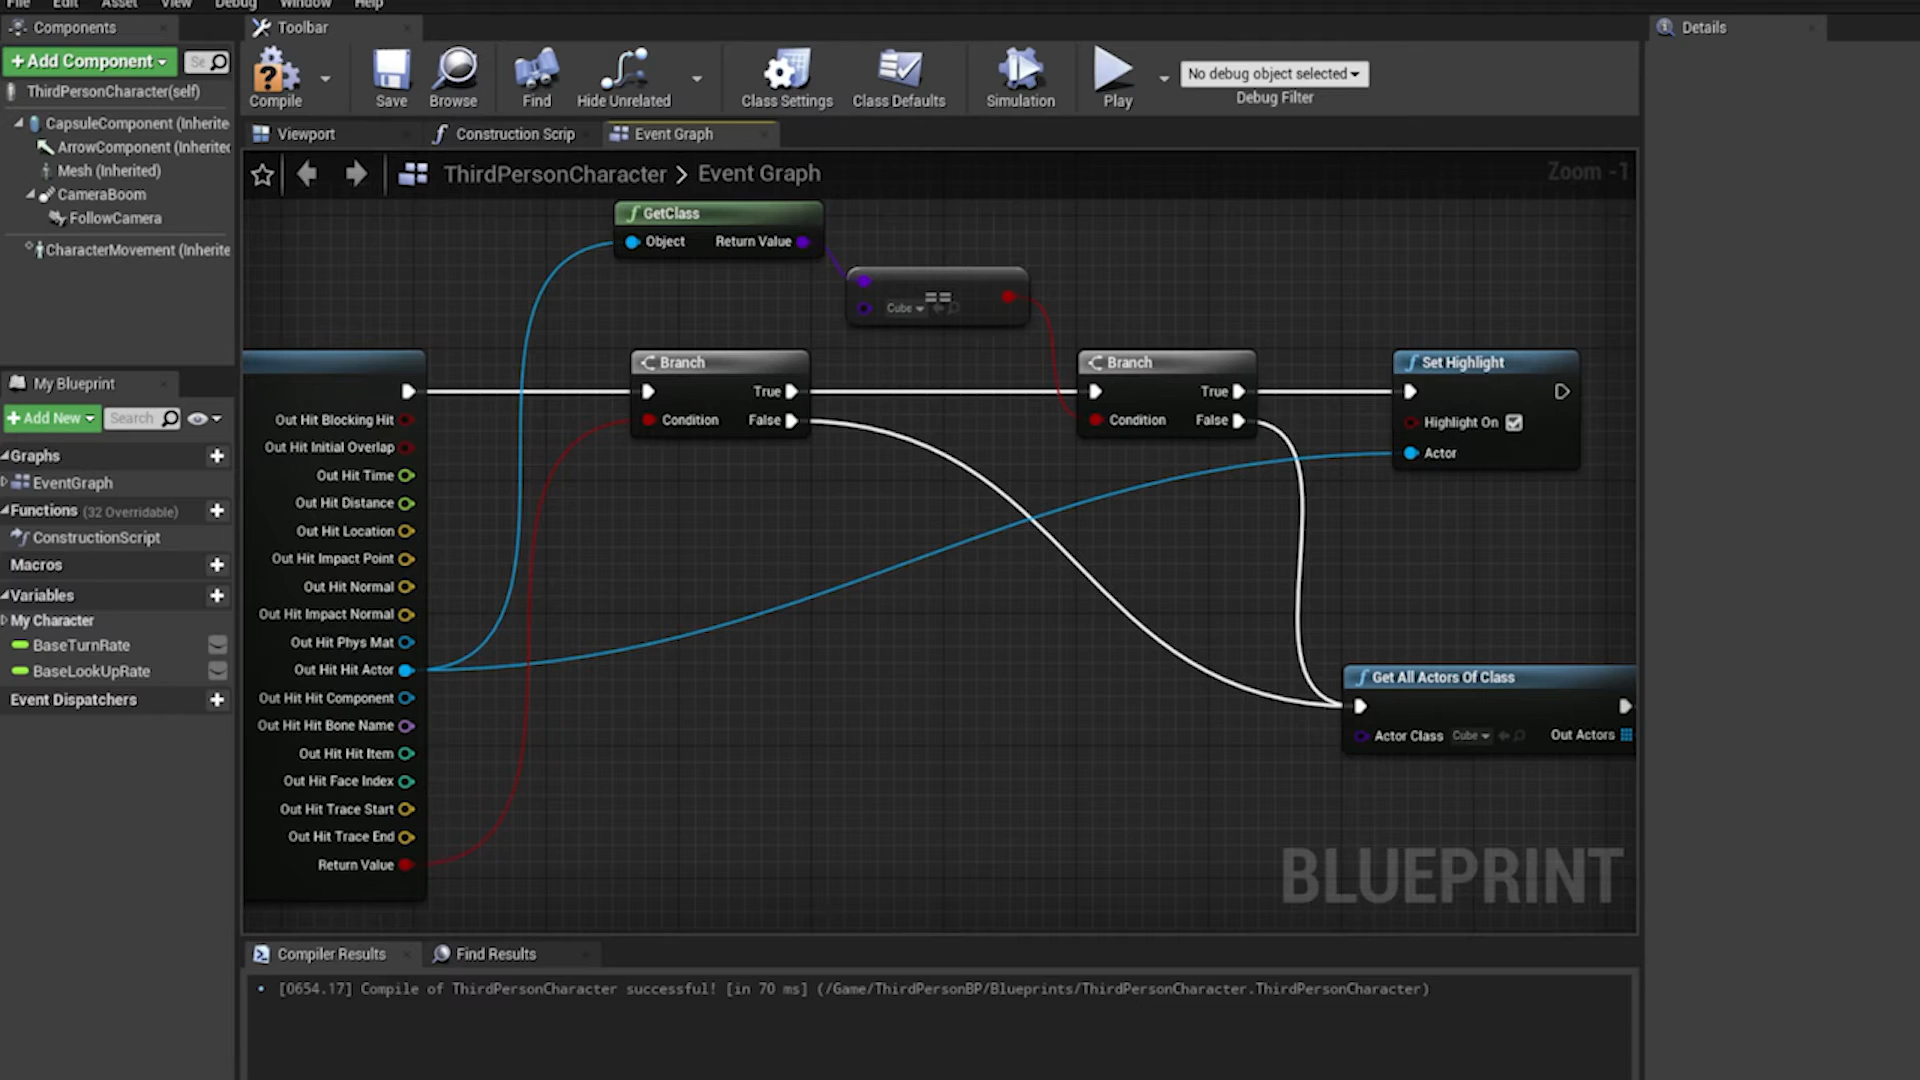 File Edit Asset View Debug Window Help
Components
Toolbar
Details
+Add Component
Se
ThirdPersonCharacter(self)
CapsuleComponent (Inherite
ArrowComponent (Inherited
Mesh (Inherited)
CameraBoom
FollowCamera
CharacterMovement (Inherite
Compile
Save
Browse
Find
Hide Unrelated
Class Settings
Class Defaults
Simulation
Play
No debug object selected
Debug Filter
Viewport
Construction Scrip
Event Graph
ThirdPersonCharacter > Event Graph
Zoom -1
My Blueprint
+Add New
Search
Graphs
EventGraph
Functions (32 Overridable)
ConstructionScript
Macros
Variables
My Character
BaseTurnRate
BaseLookUpRate
Event Dispatchers
GetClass
Object Return Value
==
Cube
Branch
True
Condition False
Branch
True
Condition False
Set Highlight
Highlight On
Actor
Out Hit Blocking Hit
Out Hit Initial Overlap
Out Hit Time
Out Hit Distance
Out Hit Location
Out Hit Impact Point
Out Hit Normal
Out Hit Impact Normal
Out Hit Phys Mat
Out Hit Hit Actor
Out Hit Hit Component
Out Hit Hit Bone Name
Out Hit Hit Item
Out Hit Face Index
Out Hit Trace Start
Out Hit Trace End
Return Value
Get All Actors Of Class
Actor Class Cube Out Actors
BLUEPRINT
Compiler Results
Find Results
[0654.17] Compile of ThirdPersonCharacter successful! [in 70 ms] (/Game/ThirdPersonBP/Blueprints/ThirdPersonCharacter.ThirdPersonCharacter)